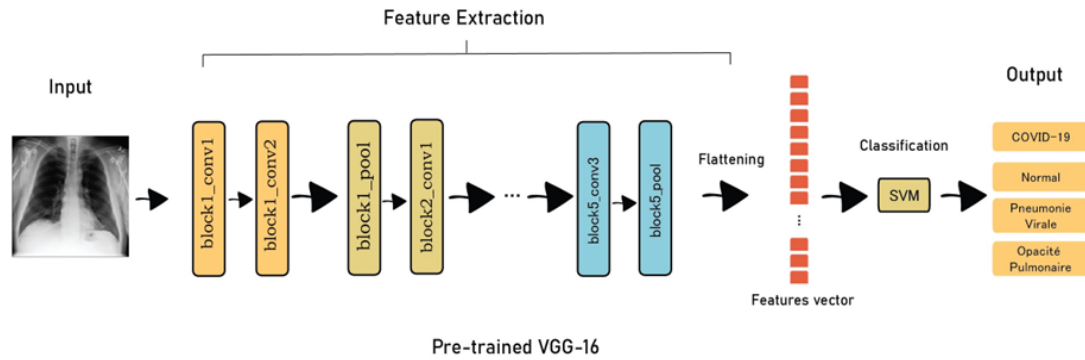 Feature Extraction
Input
block1_conv1
block1_conv2
block1_pool
block2_conv1
...
block5_conv3
block5_pool
Flattening
Features vector
Classification
SVM
Output
COVID-19
Normal
Pneumonie
Virale
Opacité
Pulmonaire
Pre-trained VGG-16